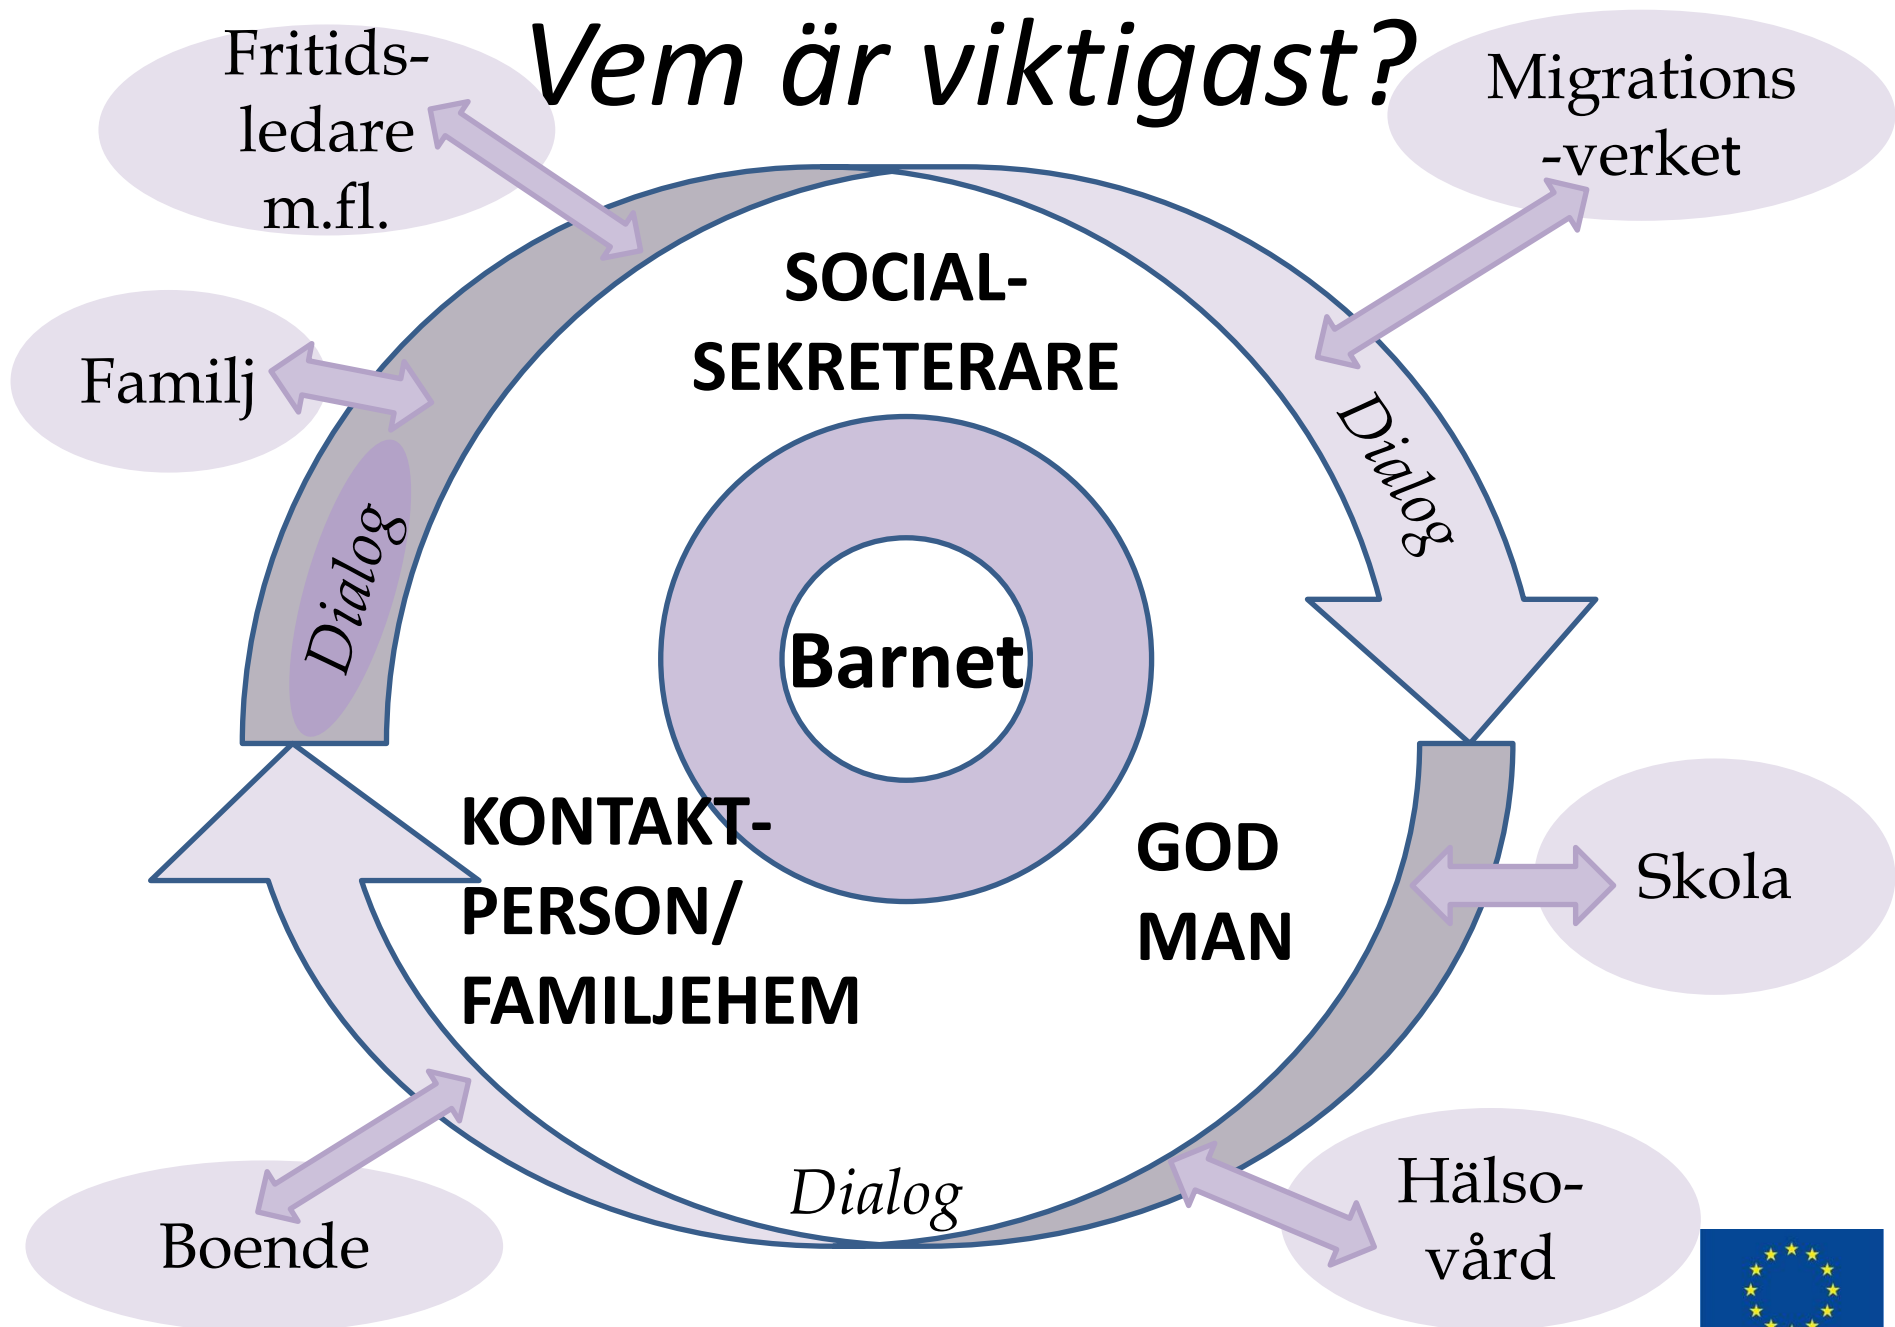 Vem är viktigast?
Fritids-
ledare
m.fl.
Migrations
-verket
Familj
SOCIAL-
SEKRETERARE
Dialog
Dialog
Barnet
KONTAKT-
PERSON/
FAMILJEHEM
GOD
MAN
Skola
Boende
Dialog
Hälso-
vård